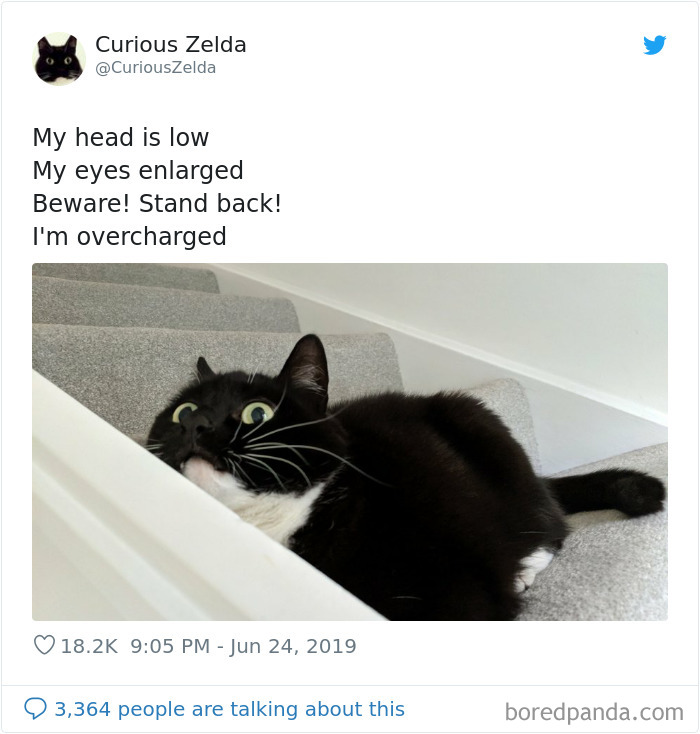 Curious Zelda
@CuriousZelda
My head is low
My eyes enlarged
Beware! Stand back!
I'm overcharged
18.2K 9:05 PM - Jun 24, 2019
3,364 people are talking about this
boredpanda.com